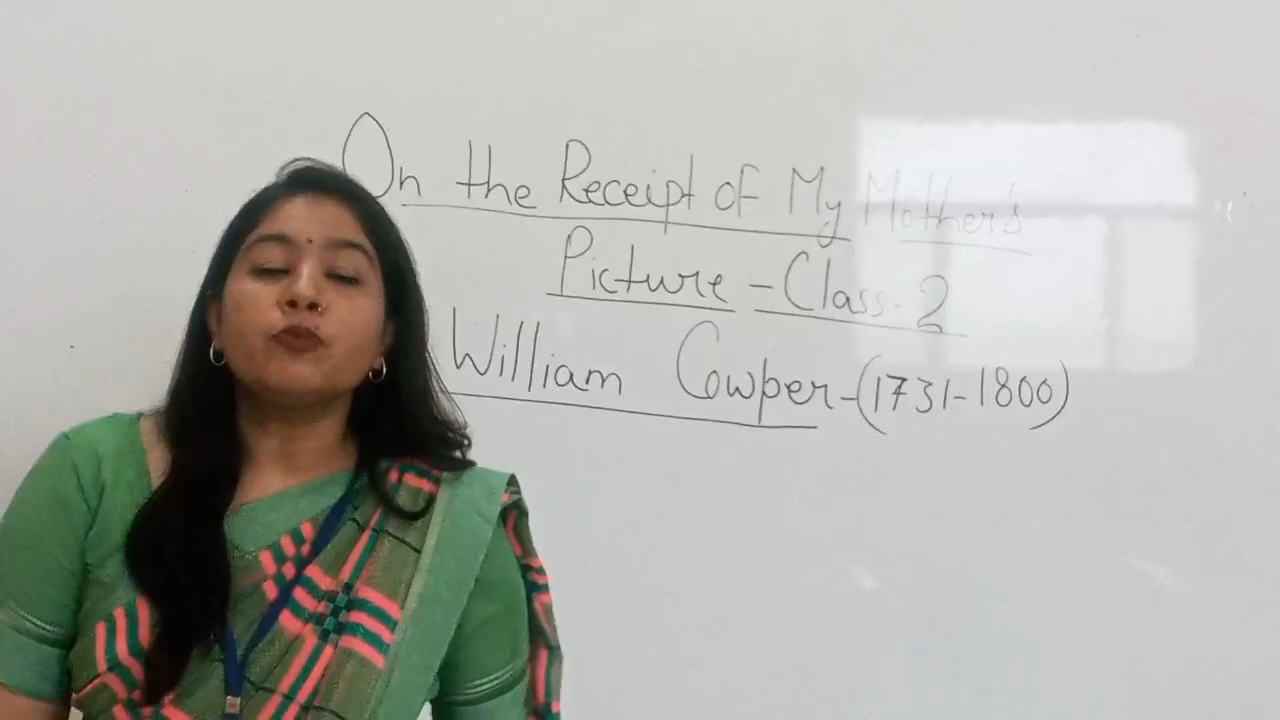 On the Receipt of My Mother's
Picture - Class - 2
William Cowper - (1731-1800)